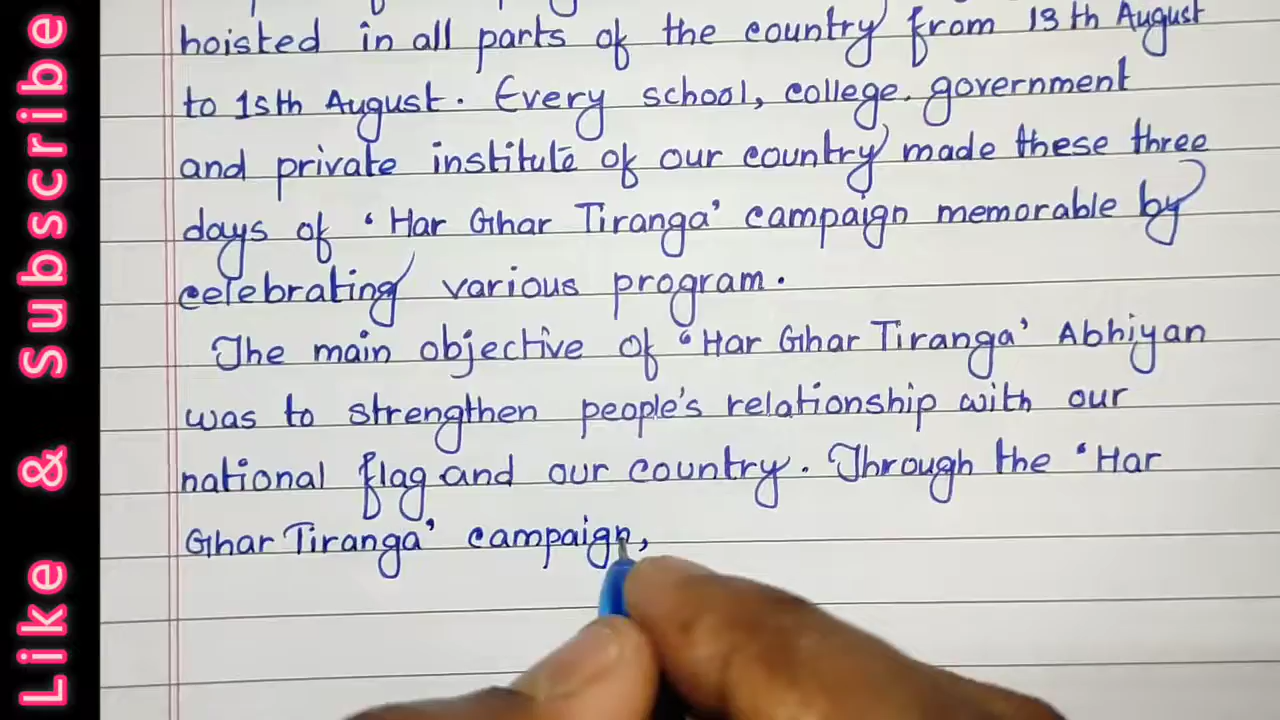 hoisted in all parts of the country from 13th August
to 15th August. Every school, college, government
and private institute of our country made these three
days of ‘Har Ghar Tiranga’ campaign memorable by
celebrating various program.
The main objective of ‘Har Ghar Tiranga’ Abhiyan
was to strengthen people's relationship with our
national flag and our country. Through the ‘Har
Ghar Tiranga’ campaign,
Like & Subscribe